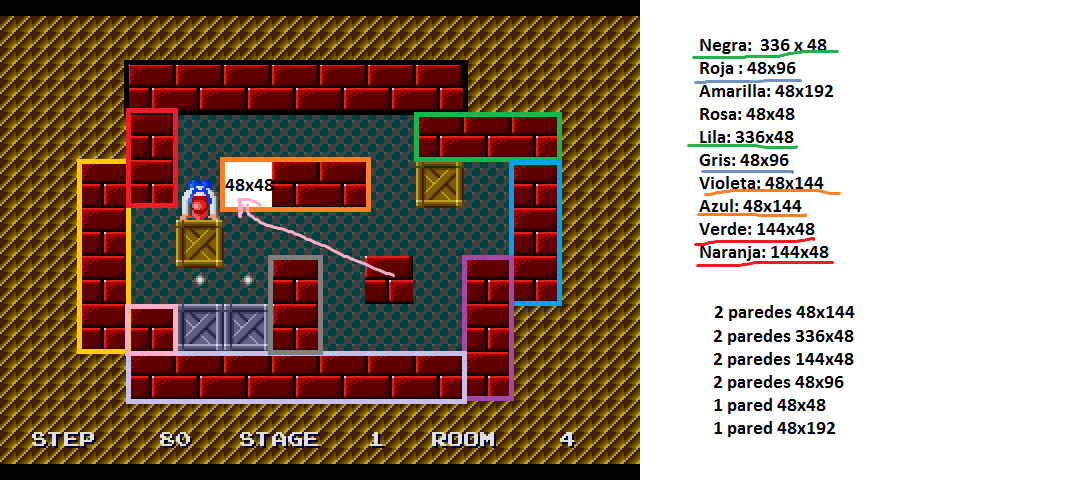 48x48
STEP 80 STAGE 1 ROOM 4
Negra: 336 x 48
Roja : 48x96
Amarilla: 48x192
Rosa: 48x48
Lila: 336x48
Gris: 48x96
Violeta: 48x144
Azul: 48x144
Verde: 144x48
Naranja: 144x48
2 paredes 48x144
2 paredes 336x48
2 paredes 144x48
2 paredes 48x96
1 pared 48x48
1 pared 48x192